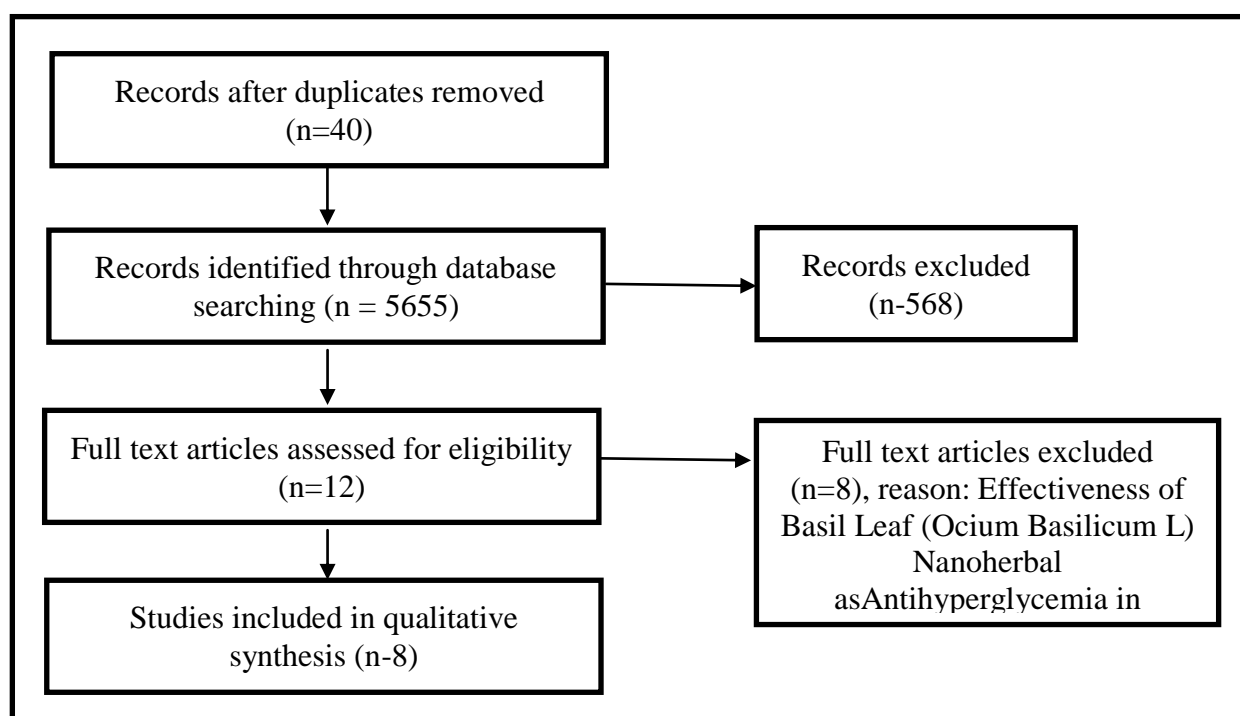 Records after duplicates removed
(n=40)
Records identified through database
searching (n = 5655)
Records excluded
(n-568)
Full text articles assessed for eligibility
(n=12)
Full text articles excluded
(n=8), reason: Effectiveness of
Basil Leaf (Ocium Basilicum L)
Nanoherbal
asAntihyperglycemia in
Studies included in qualitative
synthesis (n-8)